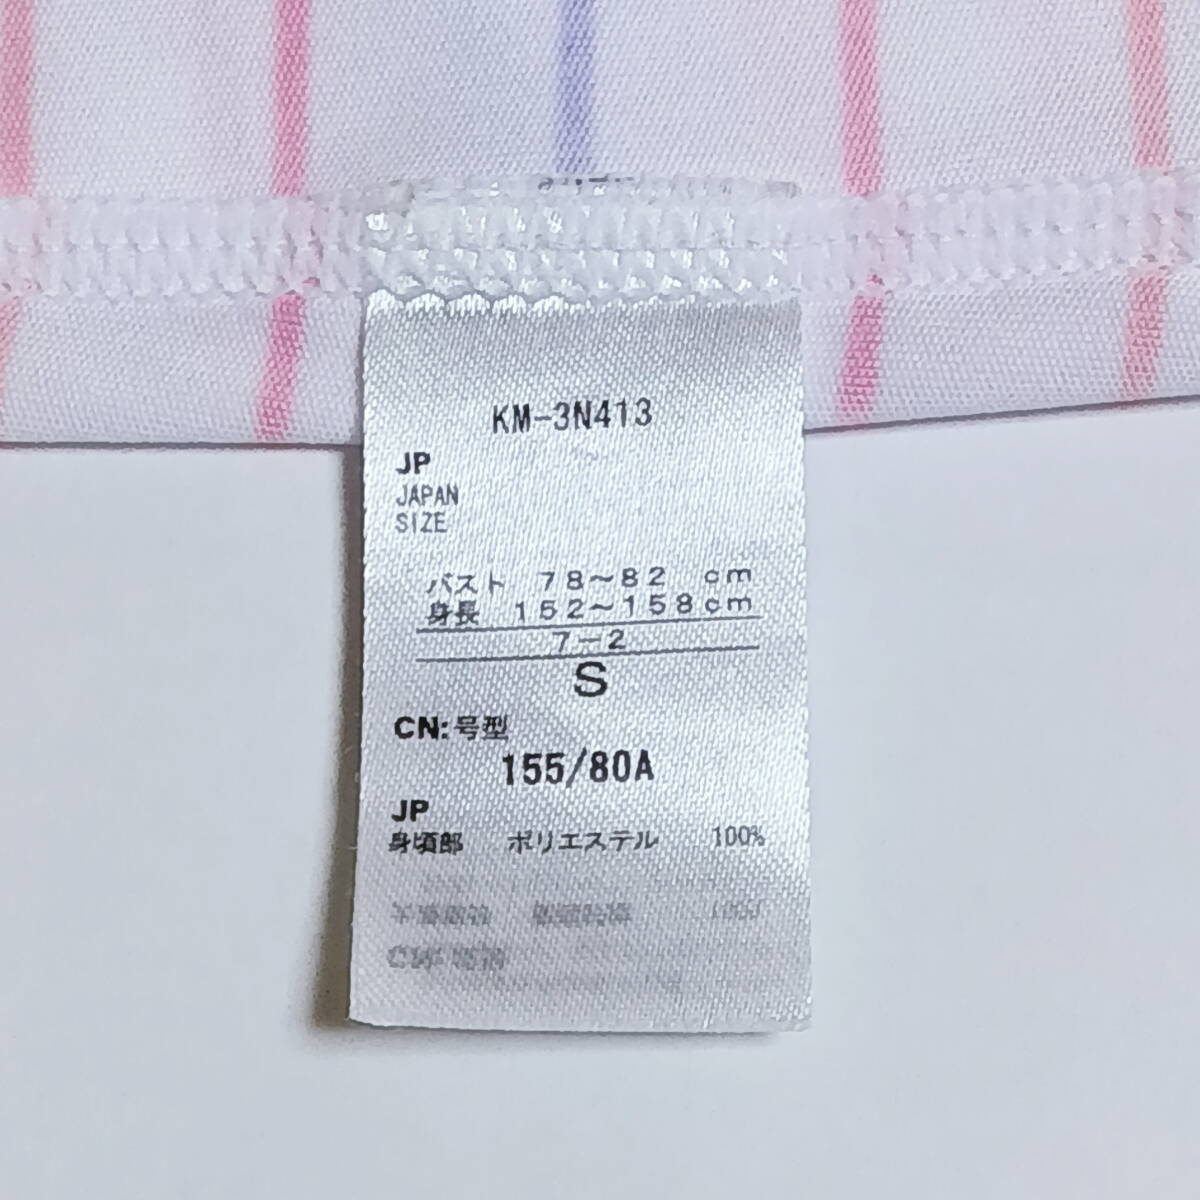 KM-3N413
JP
JAPAN
SIZE
バスト 78～82 cm
身長 152～158cm
7-2
S
CN:号型
155/80A
JP
身頃部 ポリエステル 100%